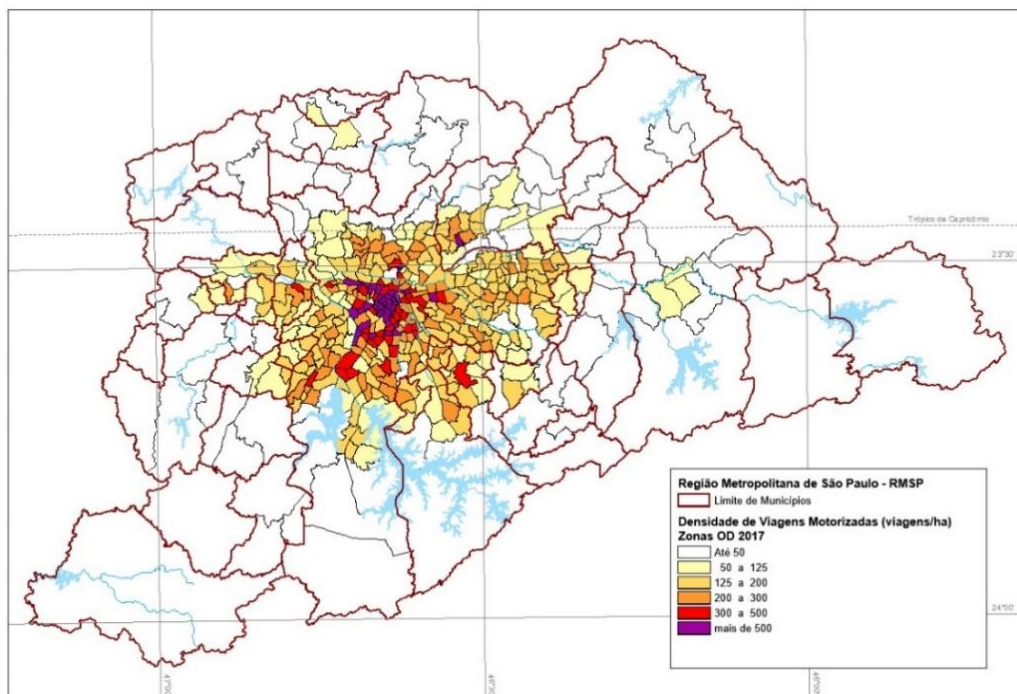 Trópico de Capricórnio
23°30'
Região Metropolitana de São Paulo - RMSP
Limite de Municípios
Densidade de Viagens Motorizadas (viagens/ha)
Zonas OD 2017
Até 50
50 a 125
125 a 200
200 a 300
300 a 500
mais de 500
24°00'
47°00'